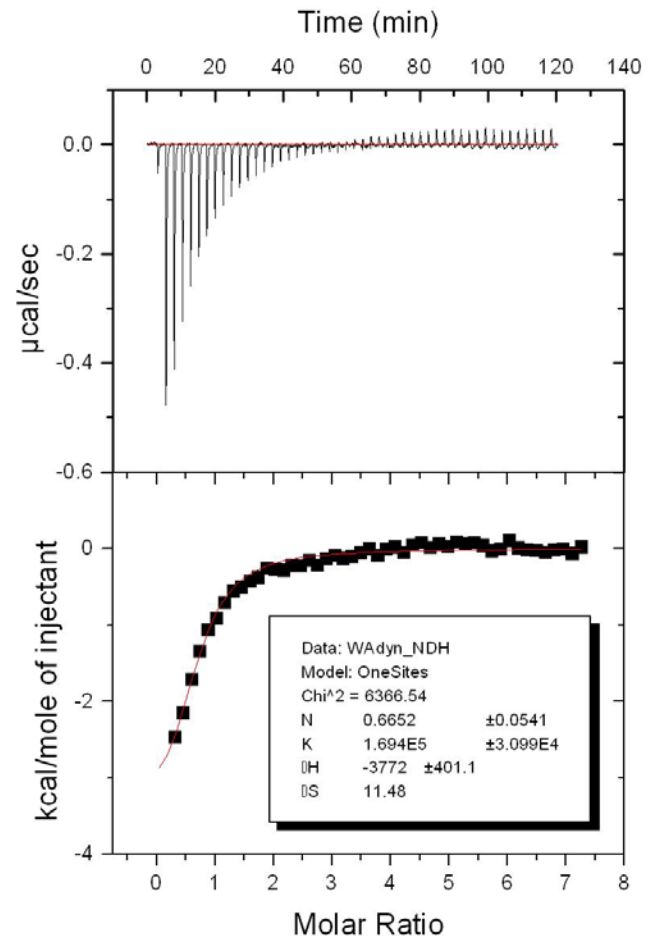 Time (min)
0 20 40 60 80 100 120 140
0.0
-0.2
-0.4
-0.6
µcal/sec
0
-2
-4
kcal/mole of injectant
Data: WAdyn_NDH
Model: OneSites
Chi^2 = 6366.54
N 0.6652 ±0.0541
K 1.694E5 ±3.099E4
▯H -3772 ±401.1
▯S 11.48
0 1 2 3 4 5 6 7 8
Molar Ratio